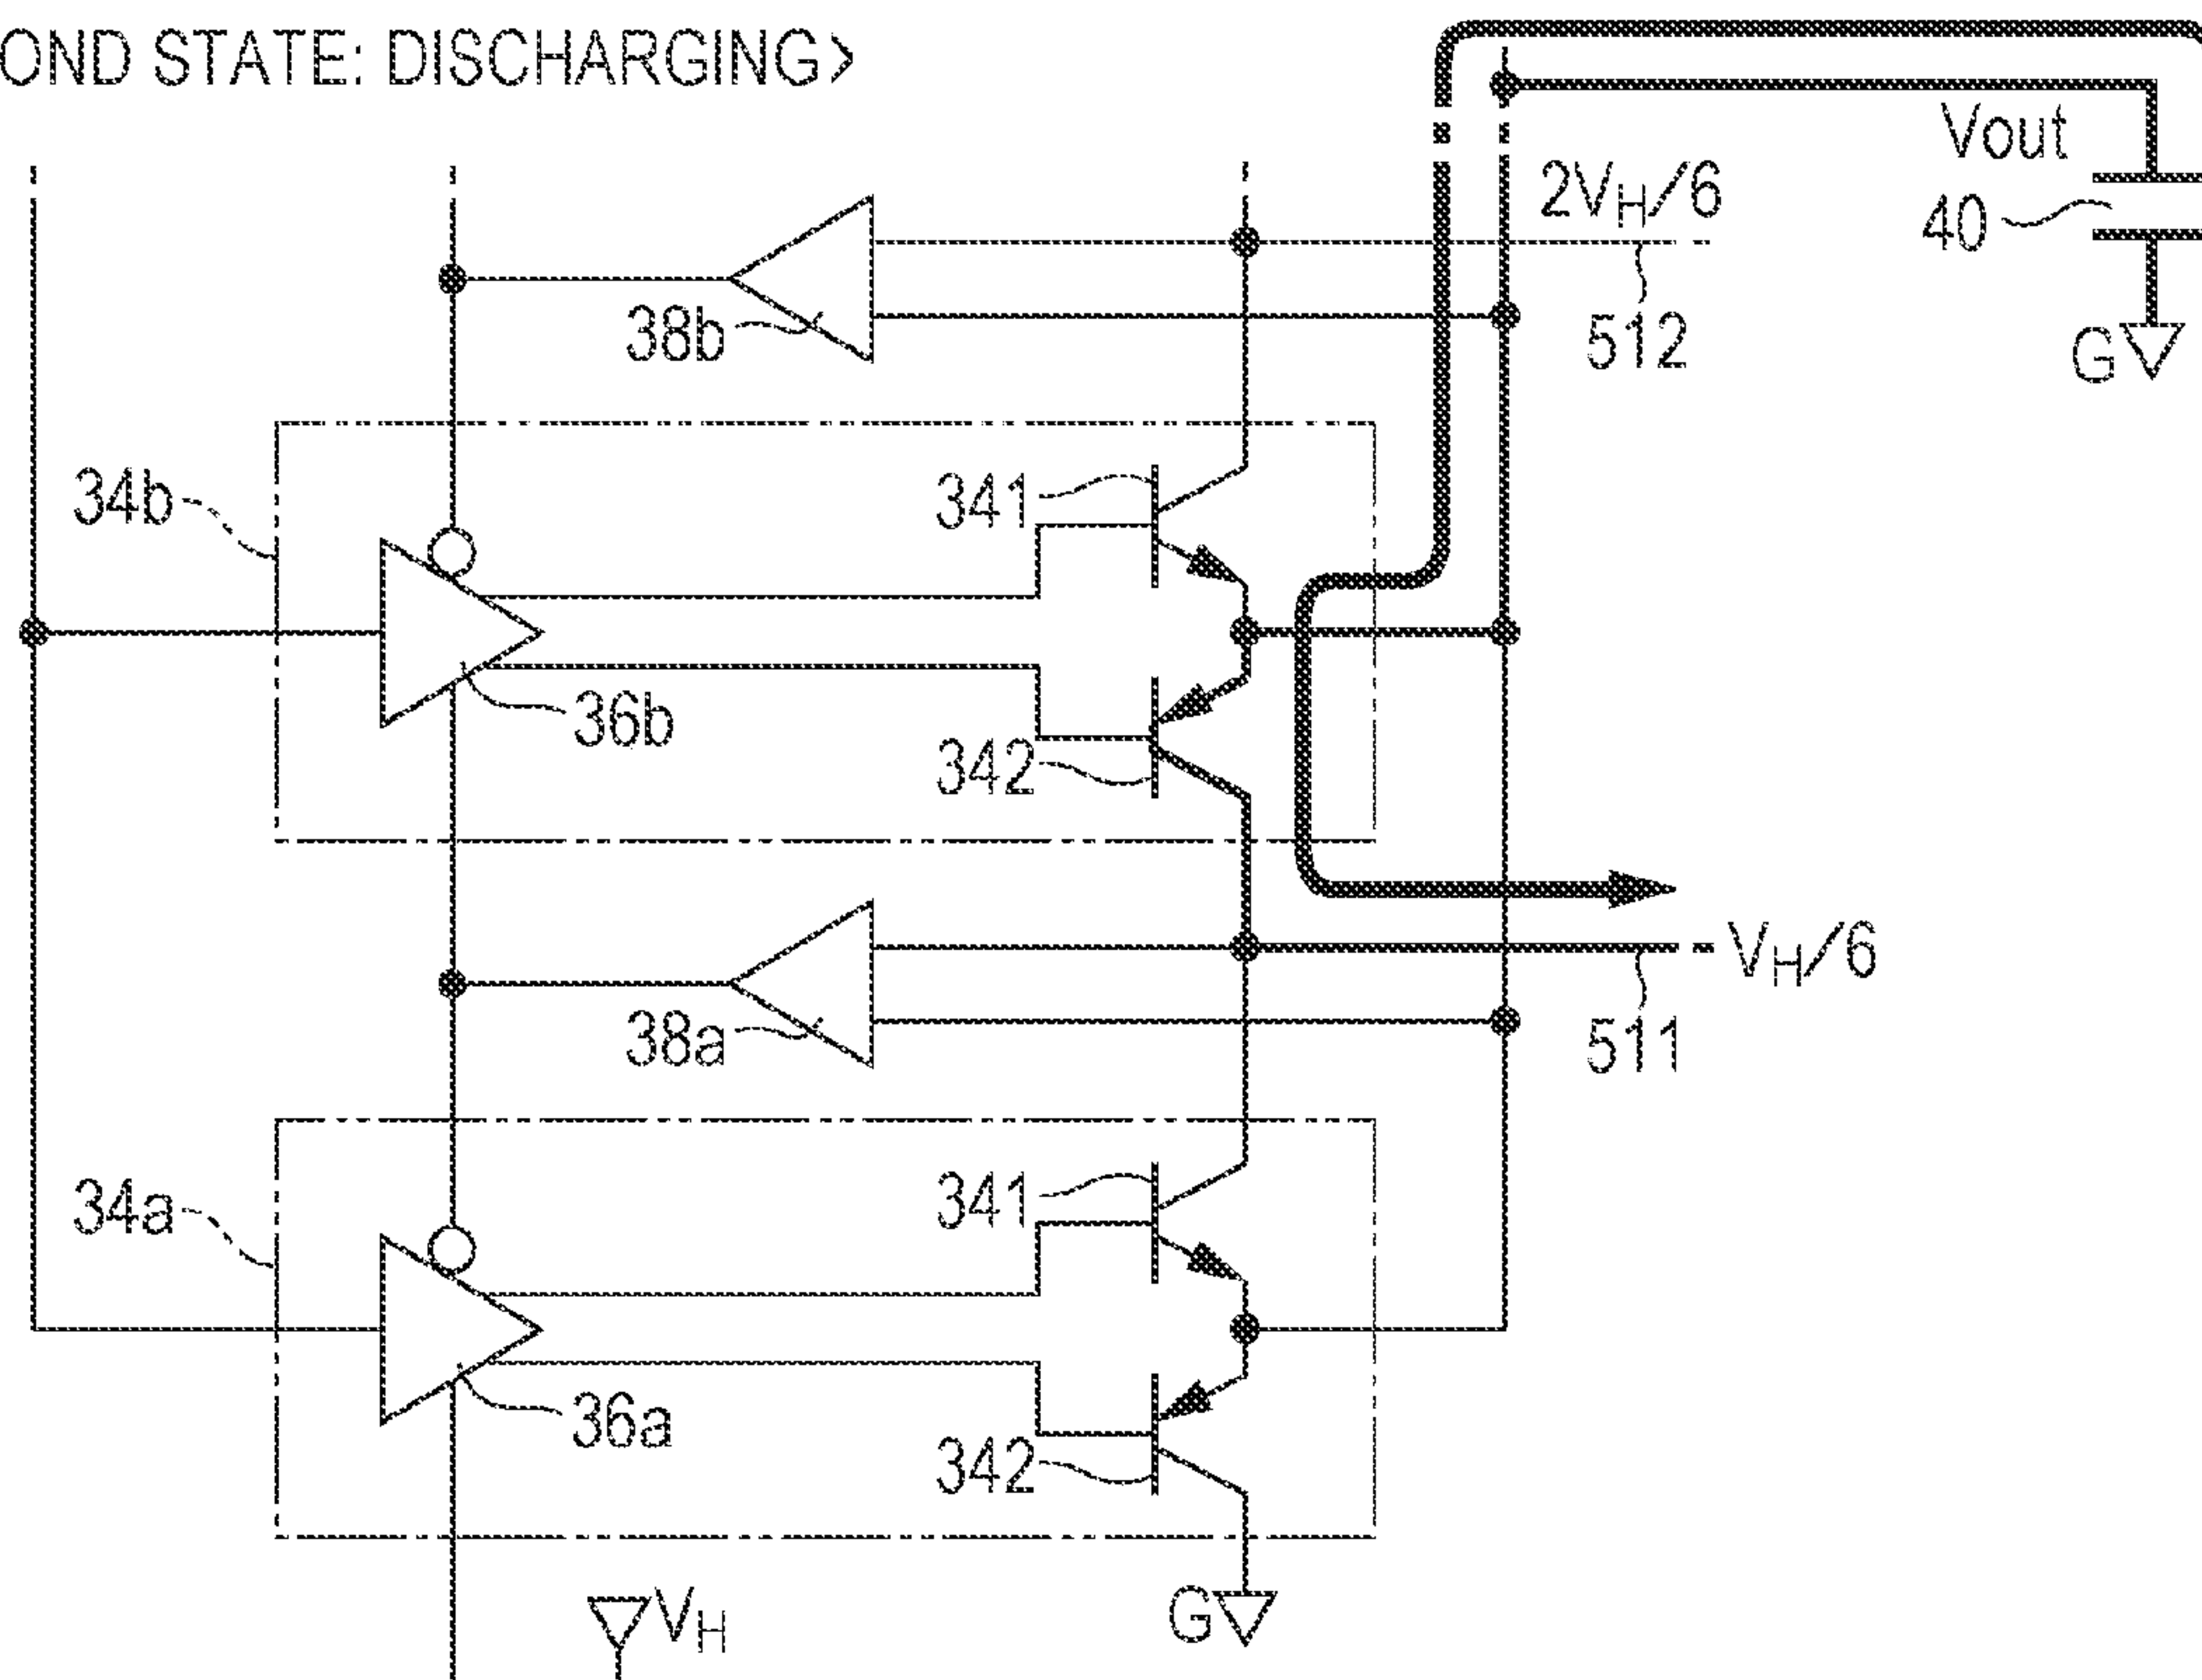 OND STATE: DISCHARGING>
Vout
2VH/6
40
38b
512
G
34b
341
36b
342
VH/6
38a
511
34a
341
36a
342
G
VH